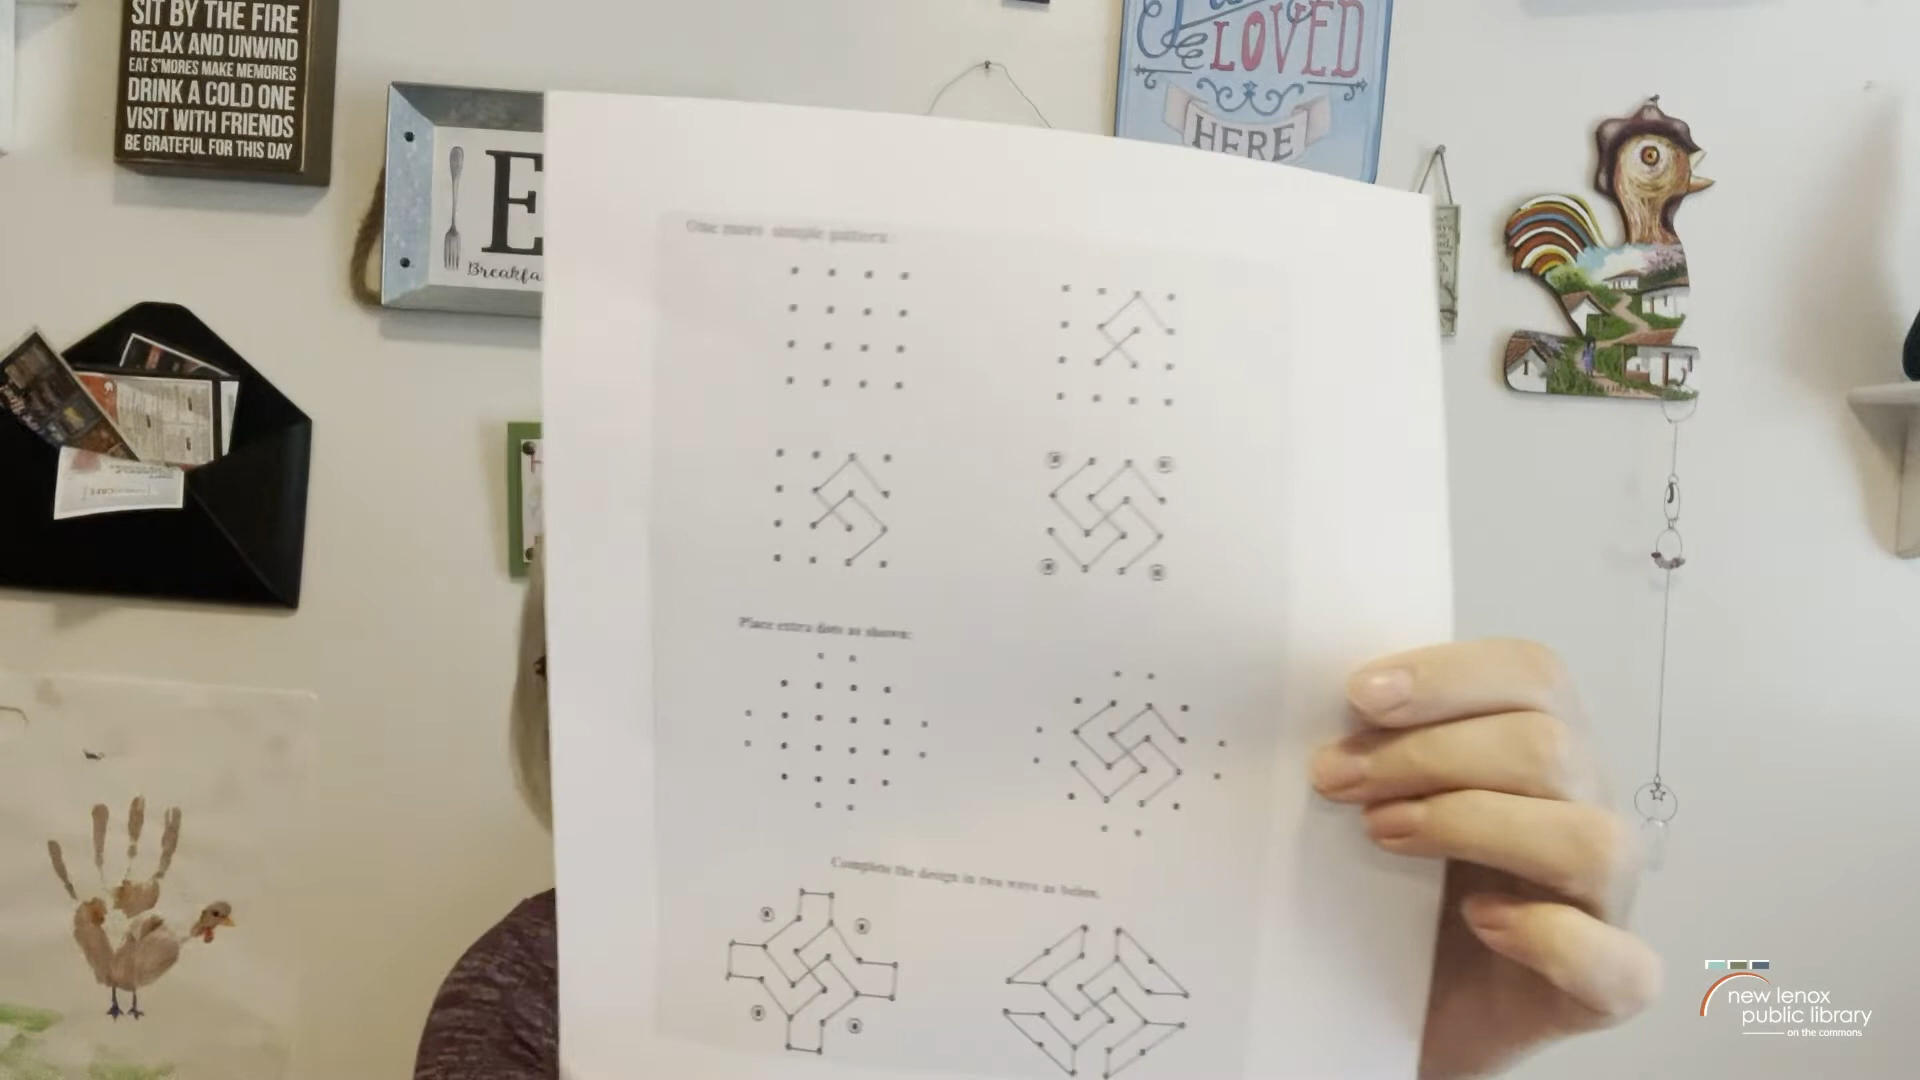 SIT BY THE FIRE
RELAX AND UNWIND
EAT S'MORES MAKE MEMORIES
DRINK A COLD ONE
VISIT WITH FRIENDS
BE GRATEFUL FOR THIS DAY
E
Breakfa
LOVED
HERE
One more simple pattern:
Place extra dots as shown:
Complete the design in two ways as below.
new lenox
public library
on the commons